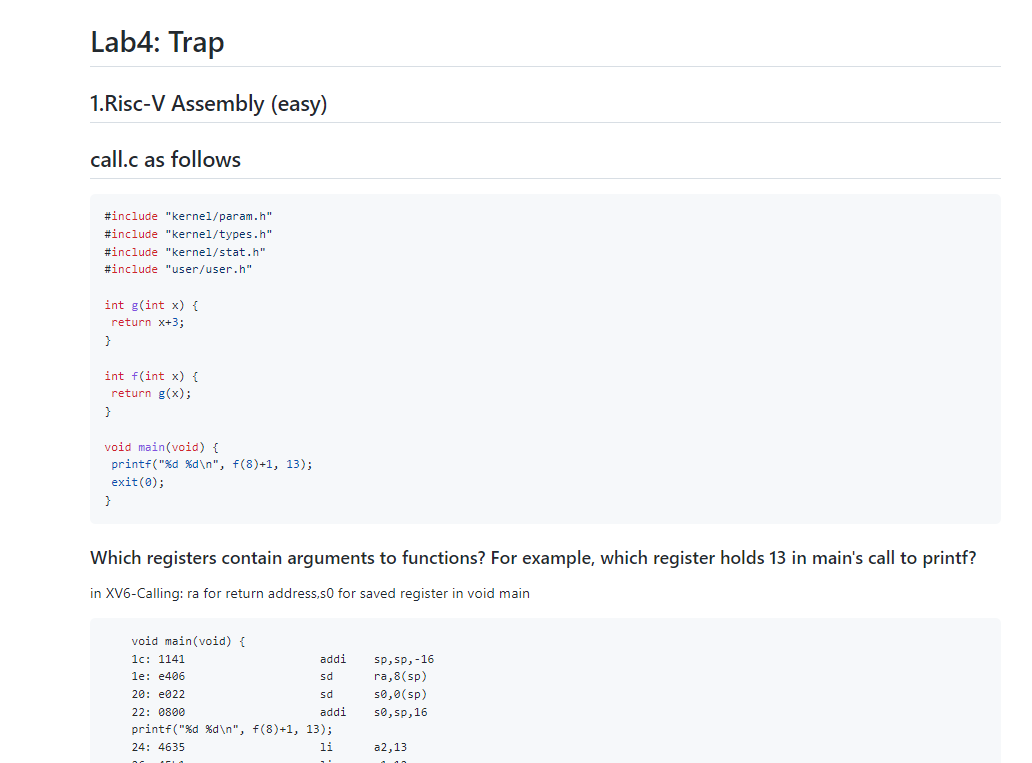 Lab4: Trap
1.Risc-V Assembly (easy)
call.c as follows
#include "kernel/param.h"
#include "kernel/types.h"
#include "kernel/stat.h"
#include "user/user.h"
int g(int x) {
return x+3;
}
int f(int x) {
return g(x);
}
void main(void) {
printf("%d %d\n", f(8)+1, 13);
exit(0);
}
Which registers contain arguments to functions? For example, which register holds 13 in main's call to printf?
in XV6-Calling: ra for return address,s0 for saved register in void main
void main(void) {
1c: 1141 addi sp,sp,-16
1e: e406 sd ra,8(sp)
20: e022 sd s0,0(sp)
22: 0800 addi s0,sp,16
printf("%d %d\n", f(8)+1, 13);
24: 4635 li a2,13